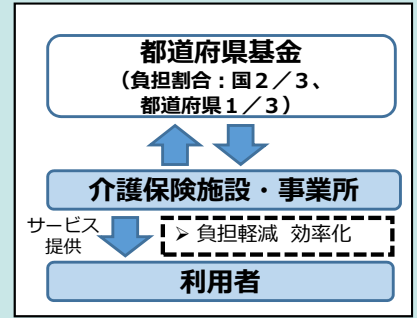 都道府県基金
（負担割合：国２／３、
都道府県１／３）
介護保険施設・事業所
サービス
提供
➢ 負担軽減 効率化
利用者